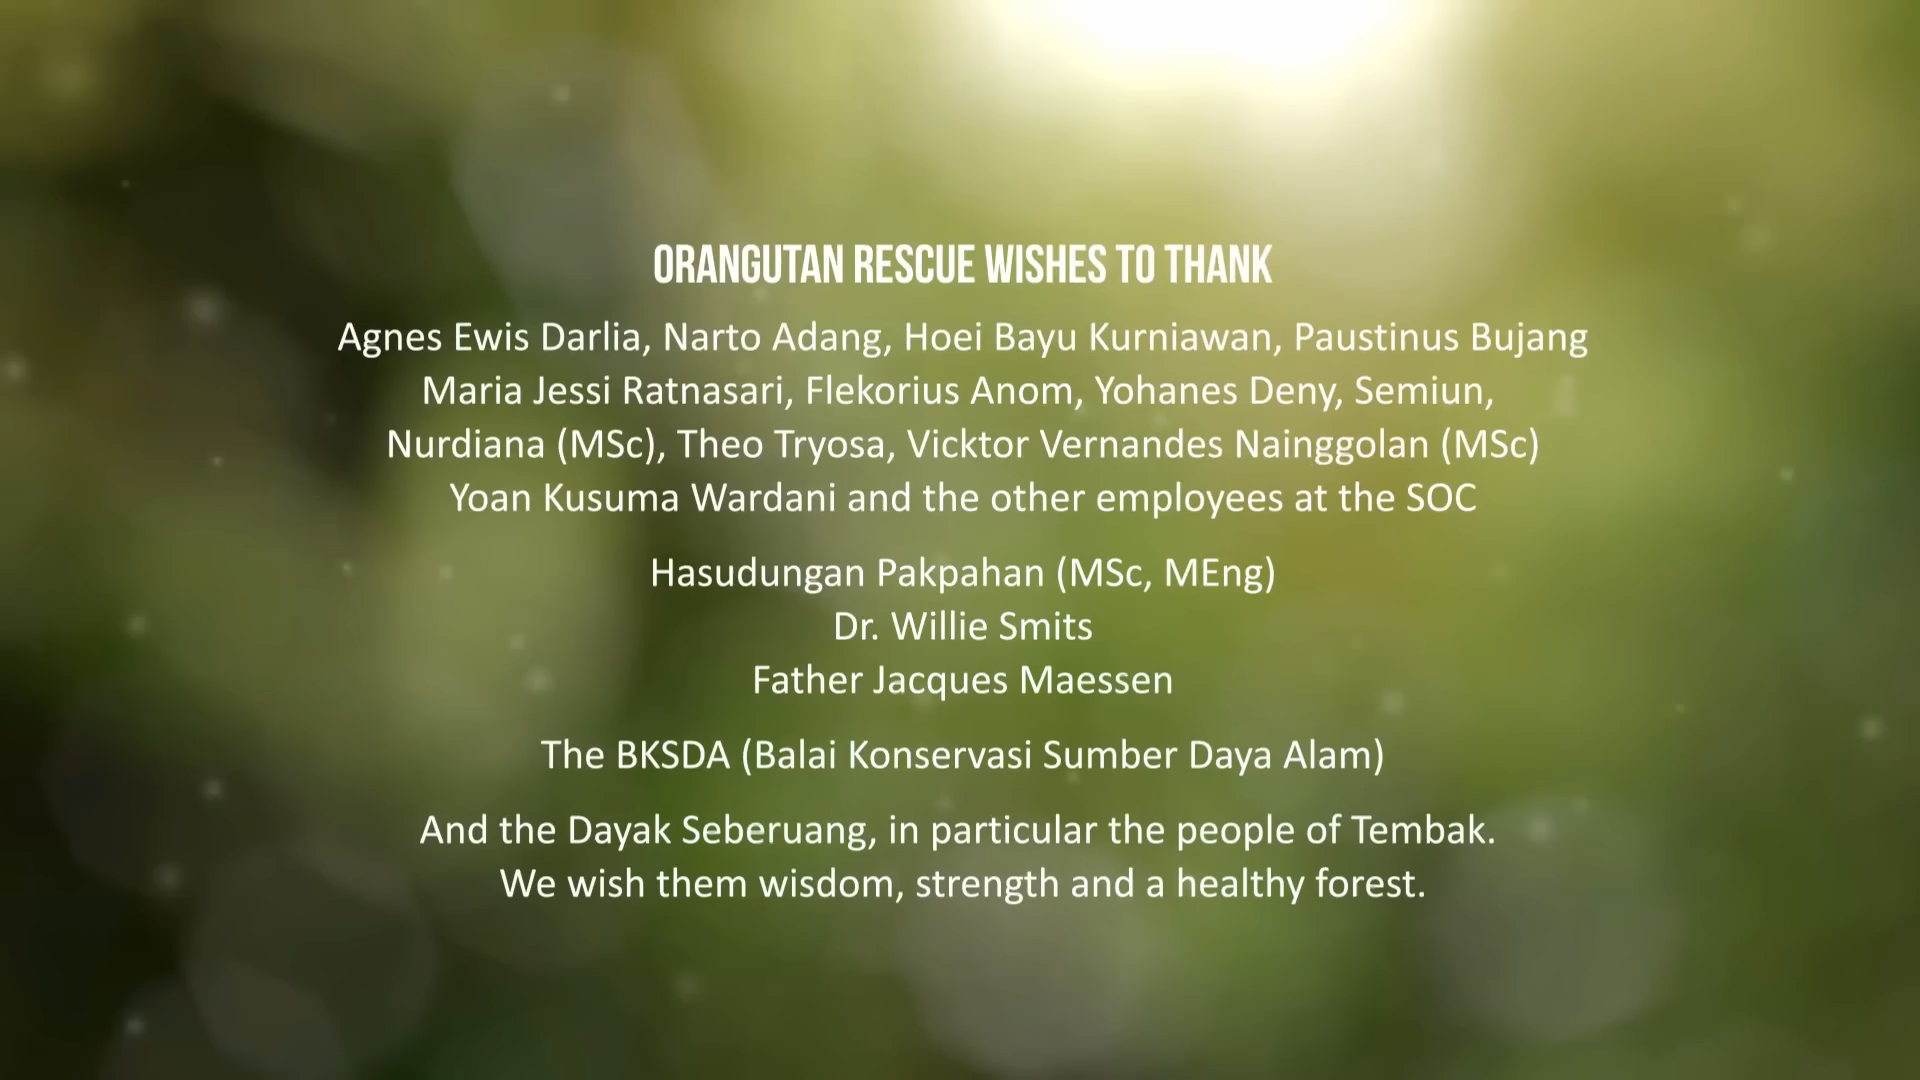 ORANGUTAN RESCUE WISHES TO THANK
Agnes Ewis Darlia, Narto Adang, Hoei Bayu Kurniawan, Paustinus Bujang
Maria Jessi Ratnasari, Flekorius Anom, Yohanes Deny, Semiun,
Nurdiana (MSc), Theo Tryosa, Vicktor Vernandes Nainggolan (MSc)
Yoan Kusuma Wardani and the other employees at the SOC
Hasudungan Pakpahan (MSc, MEng)
Dr. Willie Smits
Father Jacques Maessen
The BKSDA (Balai Konservasi Sumber Daya Alam)
And the Dayak Seberuang, in particular the people of Tembak.
We wish them wisdom, strength and a healthy forest.